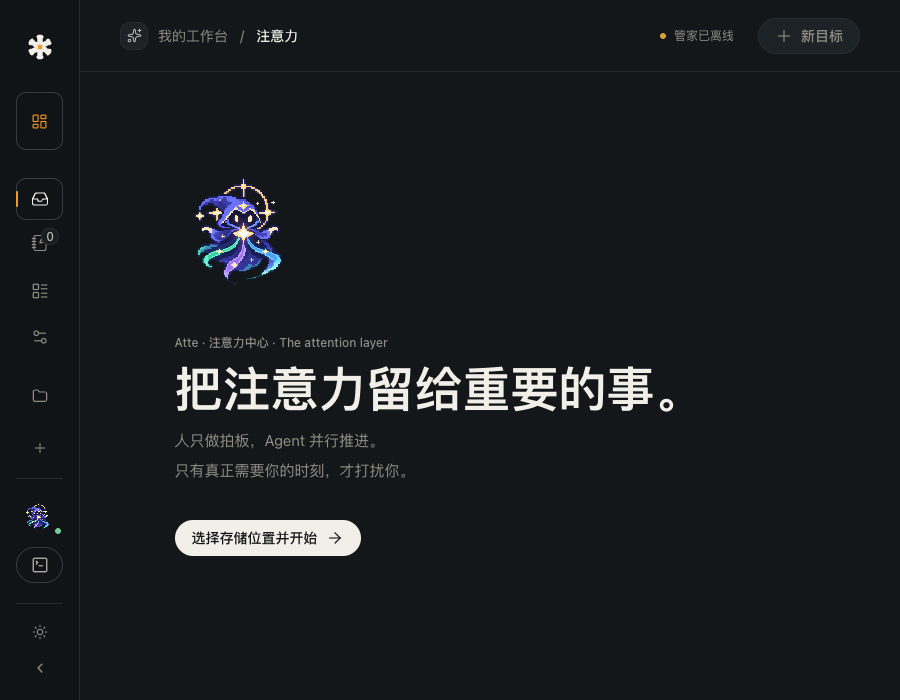 我的工作台 / 注意力
管家已离线
新目标
0
Atte · 注意力中心 · The attention layer
把注意力留给重要的事。
人只做拍板，Agent 并行推进。
只有真正需要你的时刻，才打扰你。
选择存储位置并开始